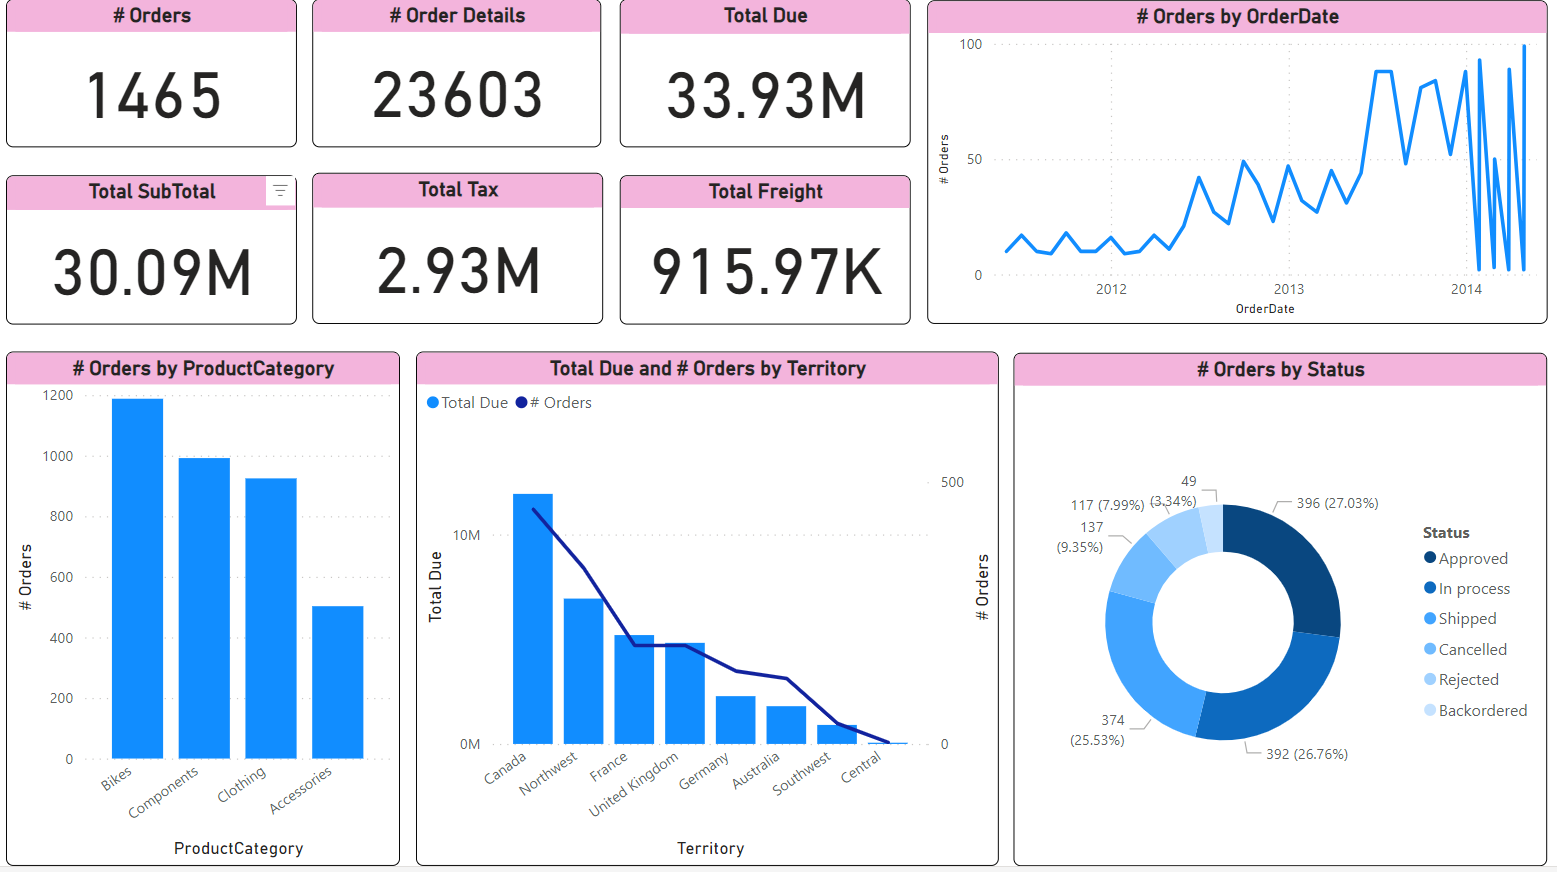 # Orders
1465
# Order Details
23603
Total Due
33.93M
Total SubTotal
30.09M
Total Tax
2.93M
Total Freight
915.97K
# Orders by OrderDate
100
50
0
# Orders
2012
2013
2014
OrderDate
# Orders by ProductCategory
1200
1000
800
600
400
200
0
# Orders
Bikes
Components
Clothing
Accessories
ProductCategory
Total Due and # Orders by Territory
Total Due
# Orders
10M
0M
Total Due
500
0
# Orders
Canada
Northwest
France
United Kingdom
Germany
Australia
Southwest
Central
Territory
# Orders by Status
49
(3.34%)
117 (7.99%)
137
(9.35%)
374
(25.53%)
396 (27.03%)
392 (26.76%)
Status
Approved
In process
Shipped
Cancelled
Rejected
Backordered